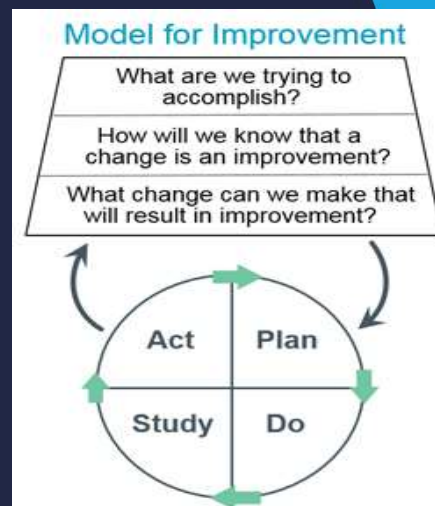 Model for Improvement
What are we trying to
accomplish?
How will we know that a
change is an improvement?
What change can we make that
will result in improvement?
Act
Plan
Study
Do